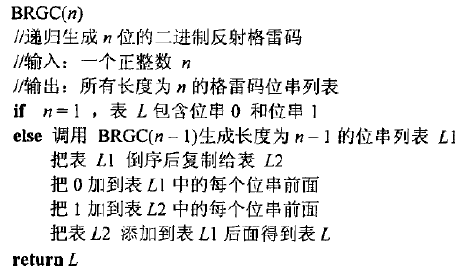 BRGC(n)
//递归生成 n 位的二进制反射格雷码
//输入：一个正整数 n
//输出：所有长度为 n 的格雷码位串列表
if n=1 ，表 L 包含位串 0 和位串 1
else 调用 BRGC(n−1)生成长度为 n−1 的位串列表 L1
把表 L1 倒序后复制给表 L2
把 0 加到表 L1 中的每个位串前面
把 1 加到表 L2 中的每个位串前面
把表 L2 添加到表 L1 后面得到表 L
return L